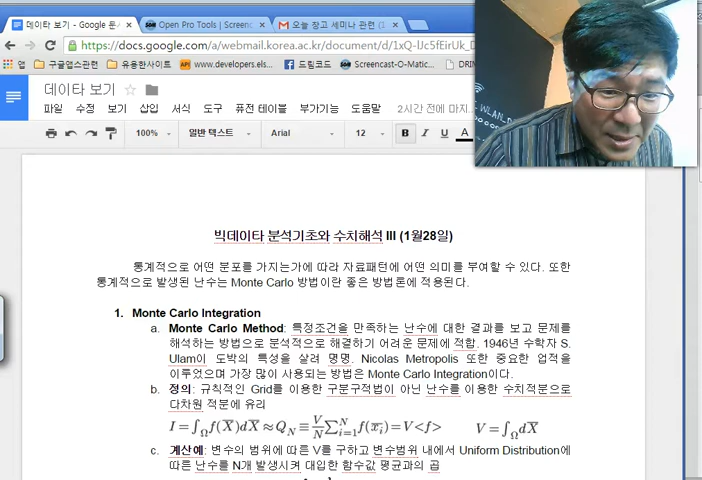 데이타 보기 - Google 문서
Open Pro Tools | Screenc
오늘 창고 세미나 관련 (1
https://docs.google.com/a/webmail.korea.ac.kr/document/d/1xQ-IJc5fEirUk_D
앱 구글앱스관련 유용한사이트 www.developers.els... 드림코드 Screencast-O-Matic... DRIN
WLAN_D
데이타 보기
파일 수정 보기 삽입 서식 도구 퓨전 테이블 부가기능 도움말 2시간 전에 마지
100% 일반 텍스트 Arial 12 B I U A
빅데이타 분석기초와 수치해석 III (1월28일)
통계적으로 어떤 분포를 가지는가에 따라 자료패턴에 어떤 의미를 부여할 수 있다. 또한
통계적으로 발생된 난수는 Monte Carlo 방법이란 좋은 방법론에 적용된다.
1. Monte Carlo Integration
a. Monte Carlo Method: 특정조건을 만족하는 난수에 대한 결과를 보고 문제를
해석하는 방법으로 분석적으로 해결하기 어려운 문제에 적합. 1946년 수학자 S.
Ulam이 도박의 특성을 살려 명명. Nicolas Metropolis 또한 중요한 업적을
이루었으며 가장 많이 사용되는 방법은 Monte Carlo Integration이다.
b. 정의: 규칙적인 Grid를 이용한 구분구적법이 아닌 난수를 이용한 수치적분으로
다차원 적분에 유리
I = ∫_Ω f(X̄)dX̄ ≈ Q_N ≡ V/N ∑_{i=1}^N f(x̄_i) = V<f> V = ∫_Ω dX̄
c. 계산예: 변수의 범위에 따른 V를 구하고 변수범위 내에서 Uniform Distribution에
따른 난수를 N개 발생시켜 대입한 함수값 평균과의 곱